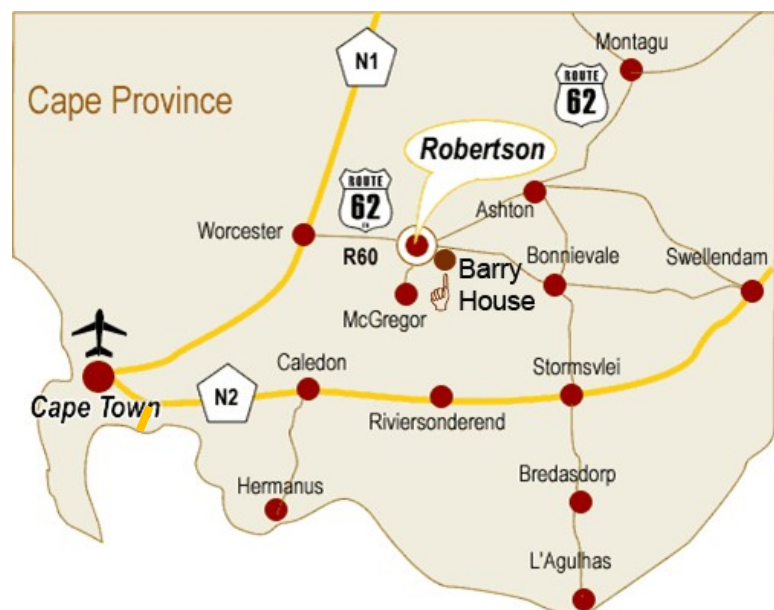 Montagu
N1
ROUTE
62
Cape Province
Robertson
ROUTE
62
Ashton
Worcester
R60
Bonnievale
Swellendam
Barry
House
McGregor
Caledon
Stormsvlei
Cape Town
N2
Riviersonderend
Hermanus
Bredasdorp
L'Agulhas